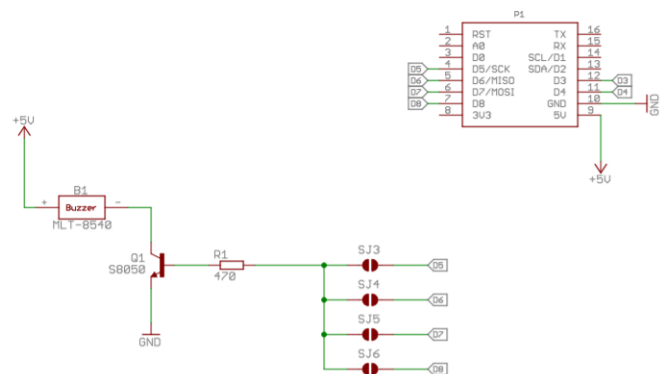 P1
1 RST TX 16
2 A0 RX 15
3 D0 SCL/D1 14
D5 4 D5/SCK SDA/D2 13
D6 5 D6/MISO D3 12 D3
D7 6 D7/MOSI D4 11 D4
D8 7 D8 GND 10 GND
8 3V3 5V 9
+5V
+5V
B1
+ Buzzer -
MLT-8540
Q1
S8050
R1
470
GND
SJ3
D5
SJ4
D6
SJ5
D7
SJ6
D8